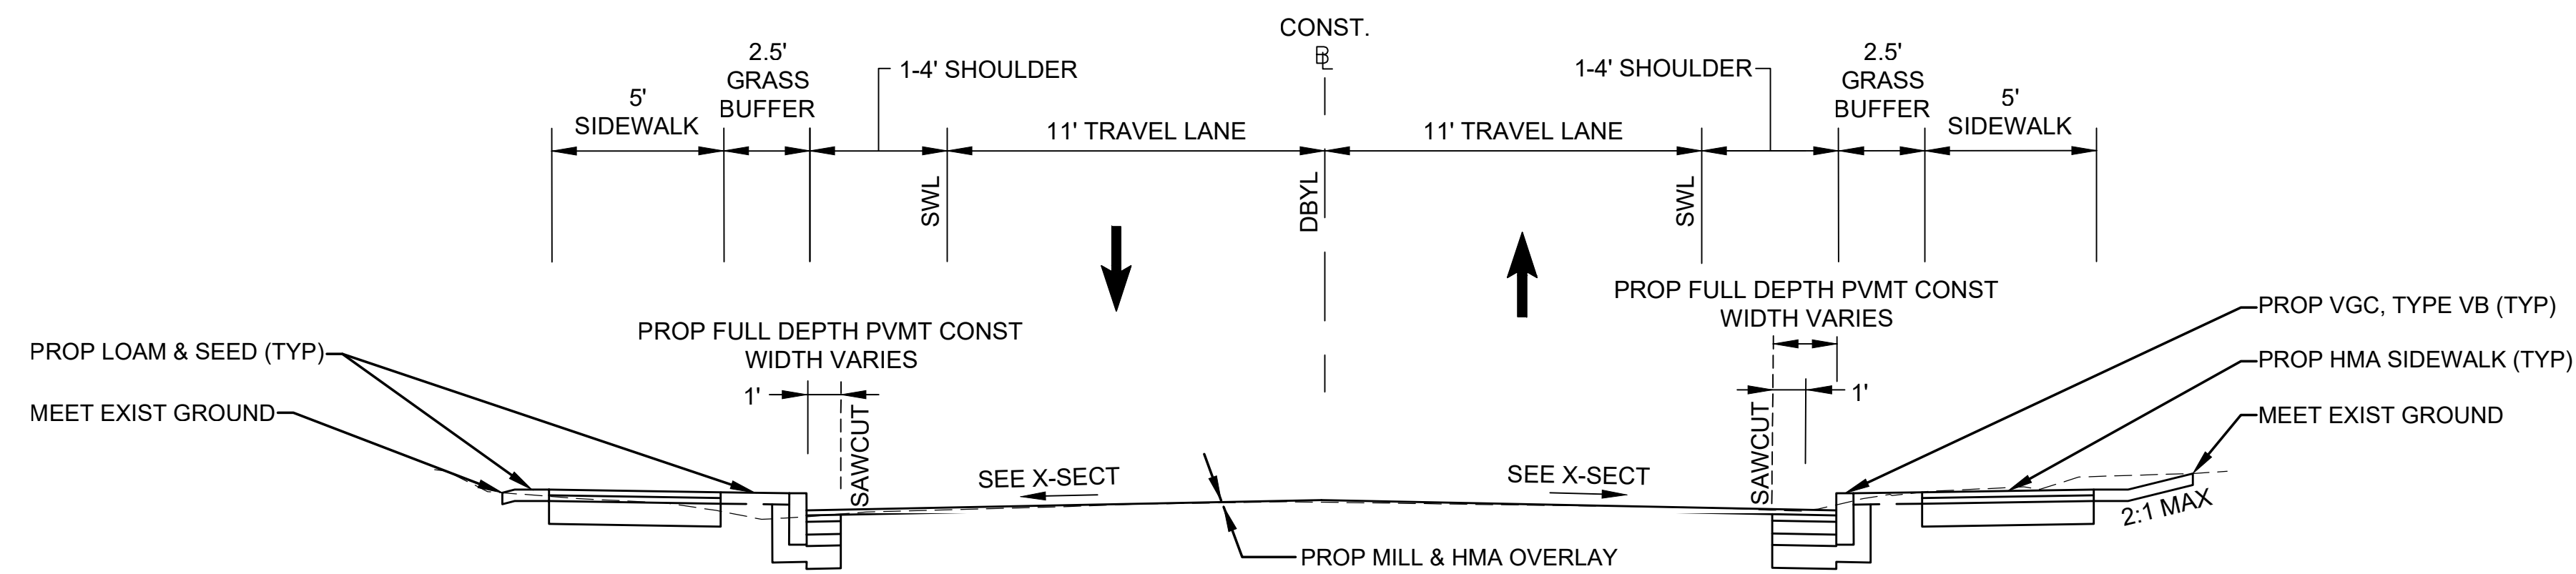 CONST.
BL
2.5'
GRASS
BUFFER
1-4' SHOULDER
1-4' SHOULDER
2.5'
GRASS
BUFFER
5'
SIDEWALK
11' TRAVEL LANE
11' TRAVEL LANE
5'
SIDEWALK
SWL
DBYL
SWL
PROP FULL DEPTH PVMT CONST
WIDTH VARIES
PROP FULL DEPTH PVMT CONST
WIDTH VARIES
PROP LOAM & SEED (TYP)
MEET EXIST GROUND
1'
SAWCUT
SEE X-SECT
SEE X-SECT
SAWCUT
1'
PROP VGC, TYPE VB (TYP)
PROP HMA SIDEWALK (TYP)
MEET EXIST GROUND
2:1 MAX
PROP MILL & HMA OVERLAY